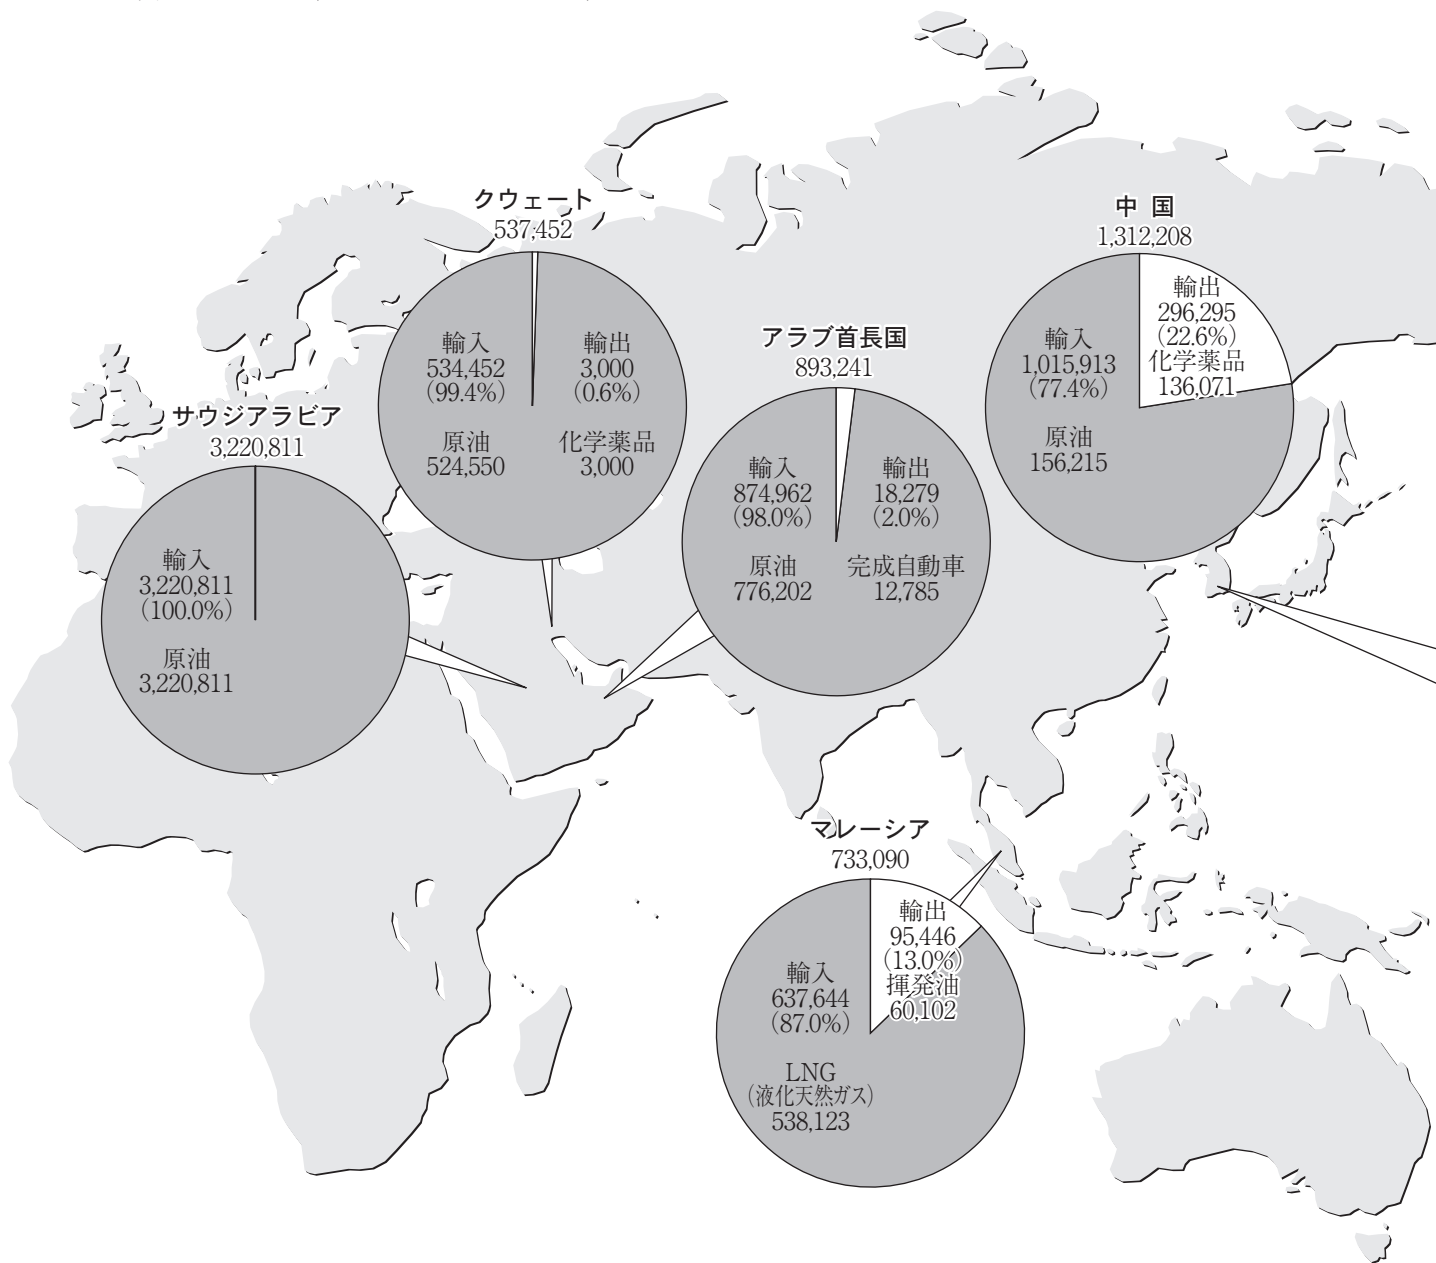 クウェート
537,452
輸入
534,452
(99.4%)
原油
524,550
輸出
3,000
(0.6%)
化学薬品
3,000
中 国
1,312,208
輸入
1,015,913
(77.4%)
原油
156,215
輸出
296,295
(22.6%)
化学薬品
136,071
アラブ首長国
893,241
輸入
874,962
(98.0%)
原油
776,202
輸出
18,279
(2.0%)
完成自動車
12,785
サウジアラビア
3,220,811
輸入
3,220,811
(100.0%)
原油
3,220,811
マレーシア
733,090
輸入
637,644
(87.0%)
LNG
(液化天然ガス)
538,123
輸出
95,446
(13.0%)
揮発油
60,102